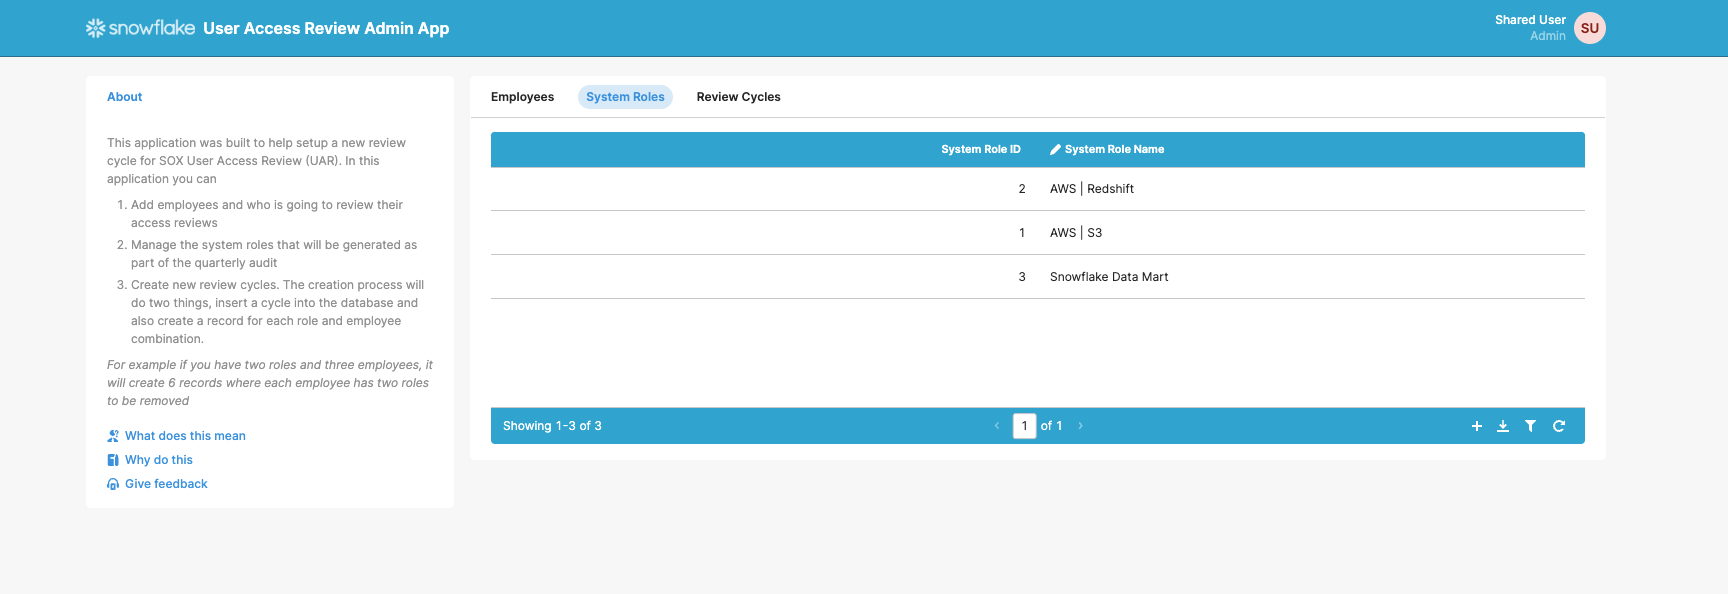 snowflake User Access Review Admin App
Shared User
Admin
SU
About
This application was built to help setup a new review
cycle for SOX User Access Review (UAR). In this
application you can
1. Add employees and who is going to review their
access reviews
2. Manage the system roles that will be generated as
part of the quarterly audit
3. Create new review cycles. The creation process will
do two things, insert a cycle into the database and
also create a record for each role and employee
combination.
For example if you have two roles and three employees, it
will create 6 records where each employee has two roles
to be removed
What does this mean
Why do this
Give feedback
Employees System Roles Review Cycles
System Role ID System Role Name
2 AWS | Redshift
1 AWS | S3
3 Snowflake Data Mart
Showing 1-3 of 3 1 of 1